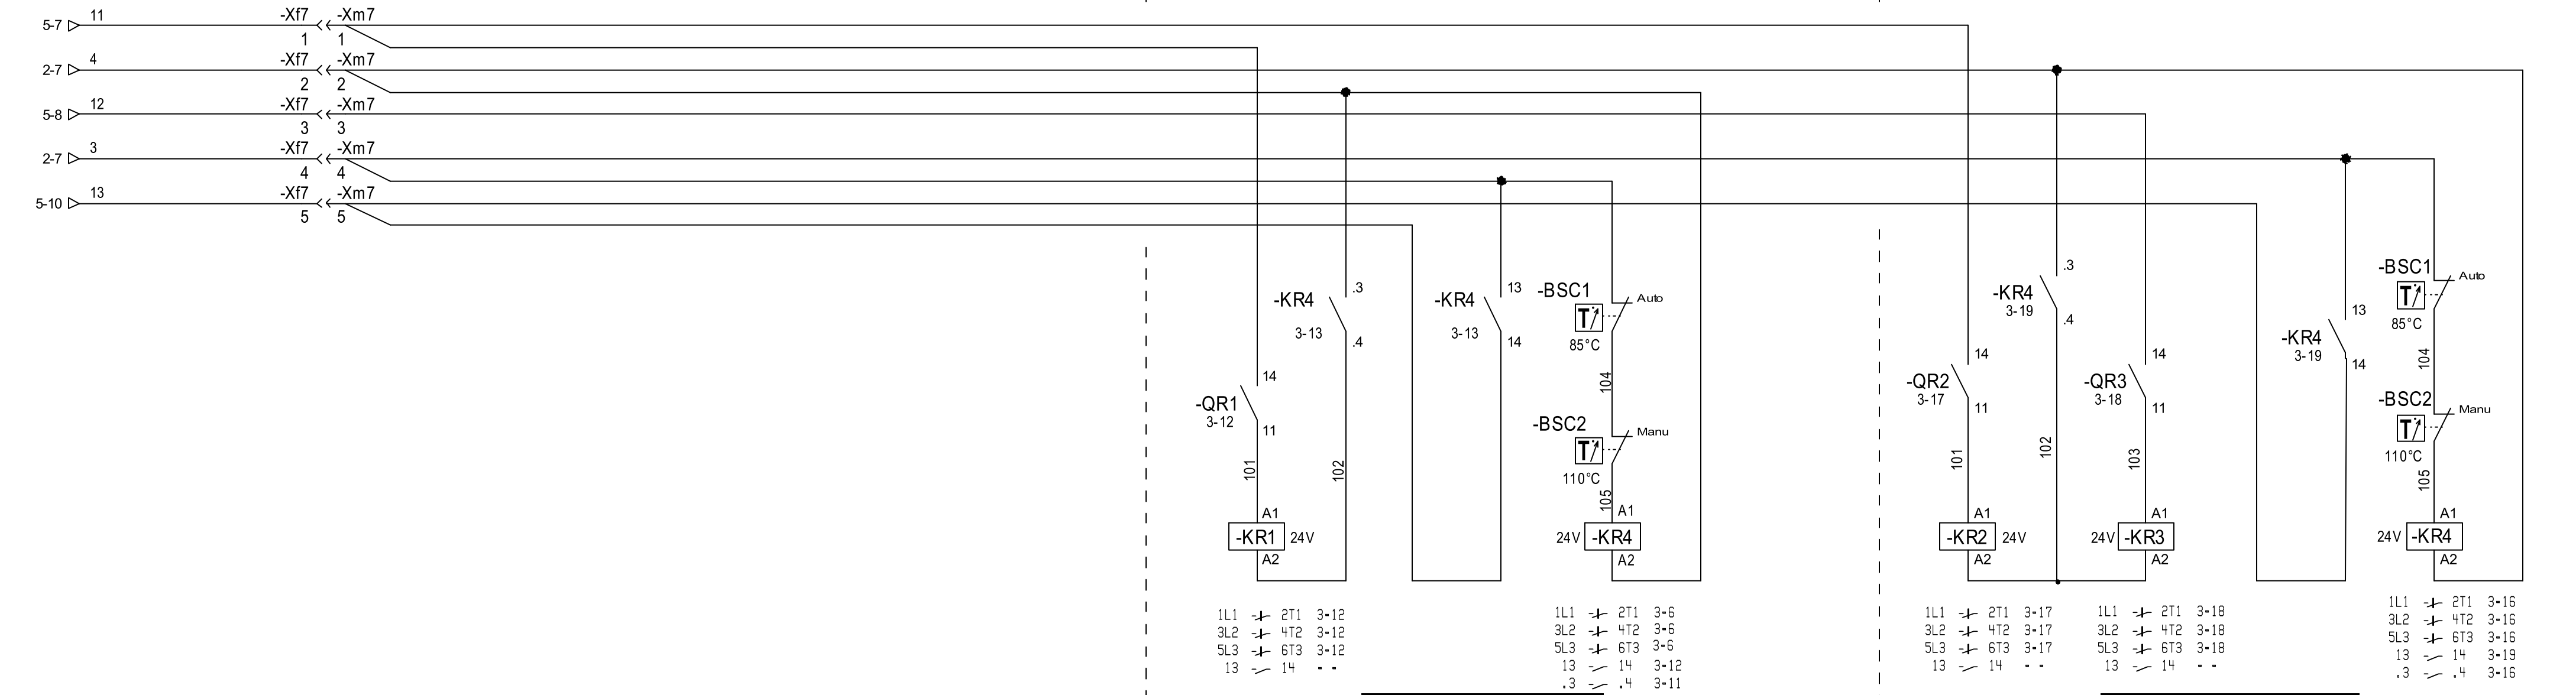 5-7 11 -Xf7 -Xm7
1 1
2-7 4 -Xf7 -Xm7
2 2
5-8 12 -Xf7 -Xm7
3 3
2-7 3 -Xf7 -Xm7
4 4
5-10 13 -Xf7 -Xm7
5 5
-QR1
3-12
14
11
101
-KR1
A1
A2
24V
-KR4
3-13
.3
.4
102
-KR4
3-13
13
14
-BSC1
T
Auto
85°C
104
-BSC2
T
Manu
110°C
105
A1
24V -KR4
A2
1L1 2T1 3-12
3L2 4T2 3-12
5L3 6T3 3-12
13 14 - -
1L1 2T1 3-6
3L2 4T2 3-6
5L3 6T3 3-6
13 14 3-12
.3 .4 3-11
-QR2
3-17
14
11
101
A1
-KR2 24V
A2
-KR4
3-19
.3
.4
102
-QR3
3-18
14
11
103
A1
24V -KR3
A2
-KR4
3-19
13
14
-BSC1
T
Auto
85°C
104
-BSC2
T
Manu
110°C
105
A1
24V -KR4
A2
1L1 2T1 3-17
3L2 4T2 3-17
5L3 6T3 3-17
13 14 - -
1L1 2T1 3-18
3L2 4T2 3-18
5L3 6T3 3-18
13 14 - -
1L1 2T1 3-16
3L2 4T2 3-16
5L3 6T3 3-16
13 14 3-19
.3 .4 3-16